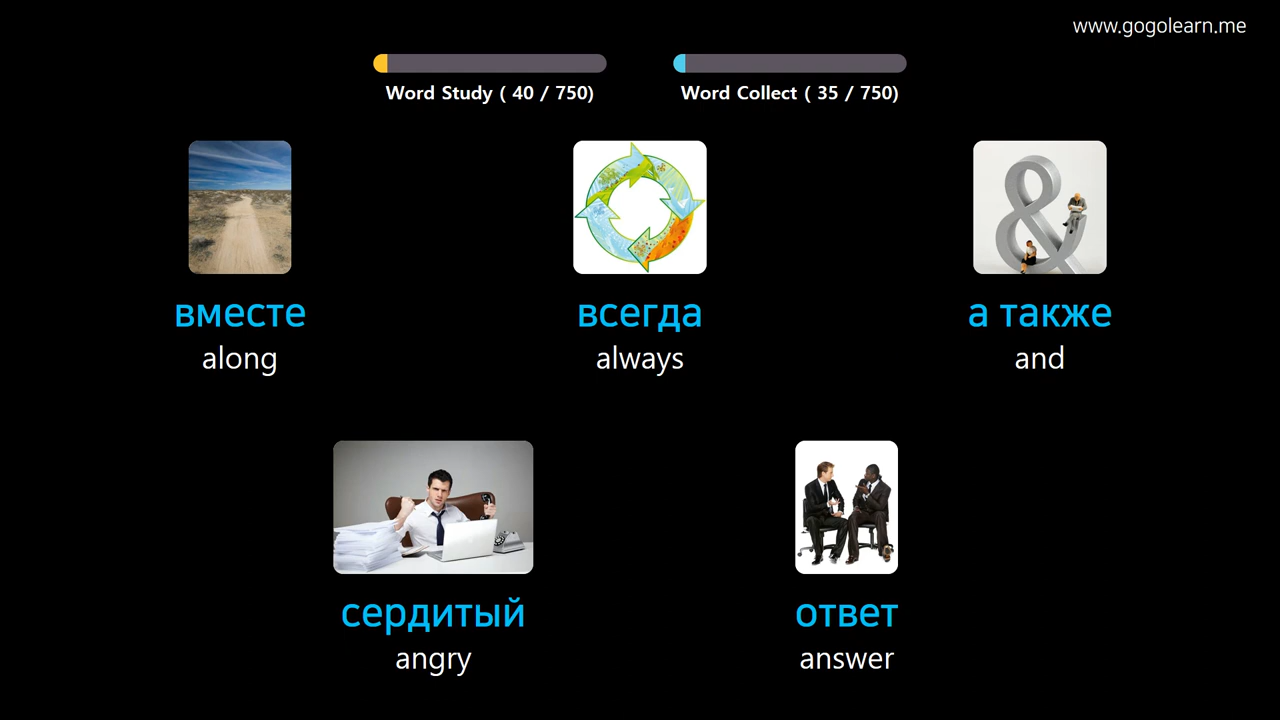 www.gogolearn.me
Word Study ( 40 / 750)
Word Collect ( 35 / 750)
вместе
along
всегда
always
а также
and
сердитый
angry
ответ
answer